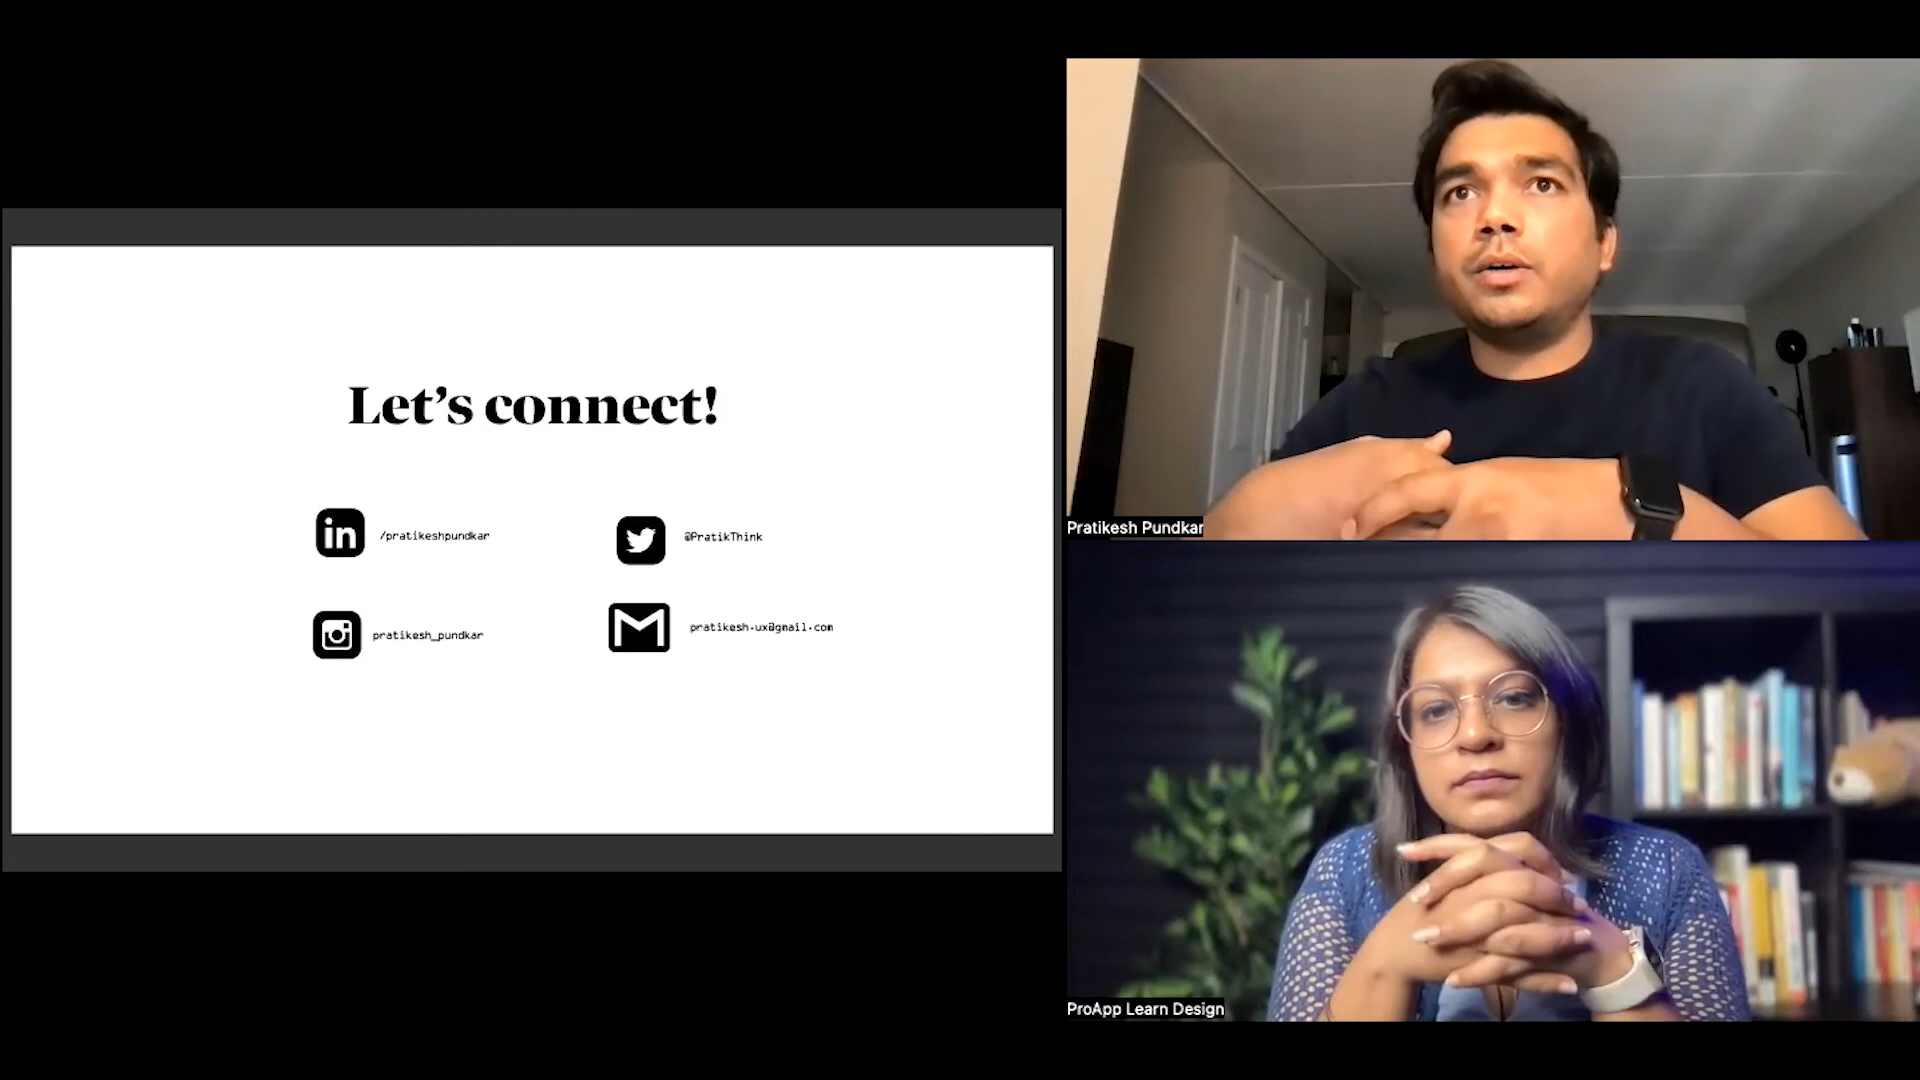 Let's connect!
/pratikeshpundkar
@PratikThink
pratikesh_pundkar
pratikesh.ux@gmail.com
Pratikesh Pundkar
ProApp Learn Design